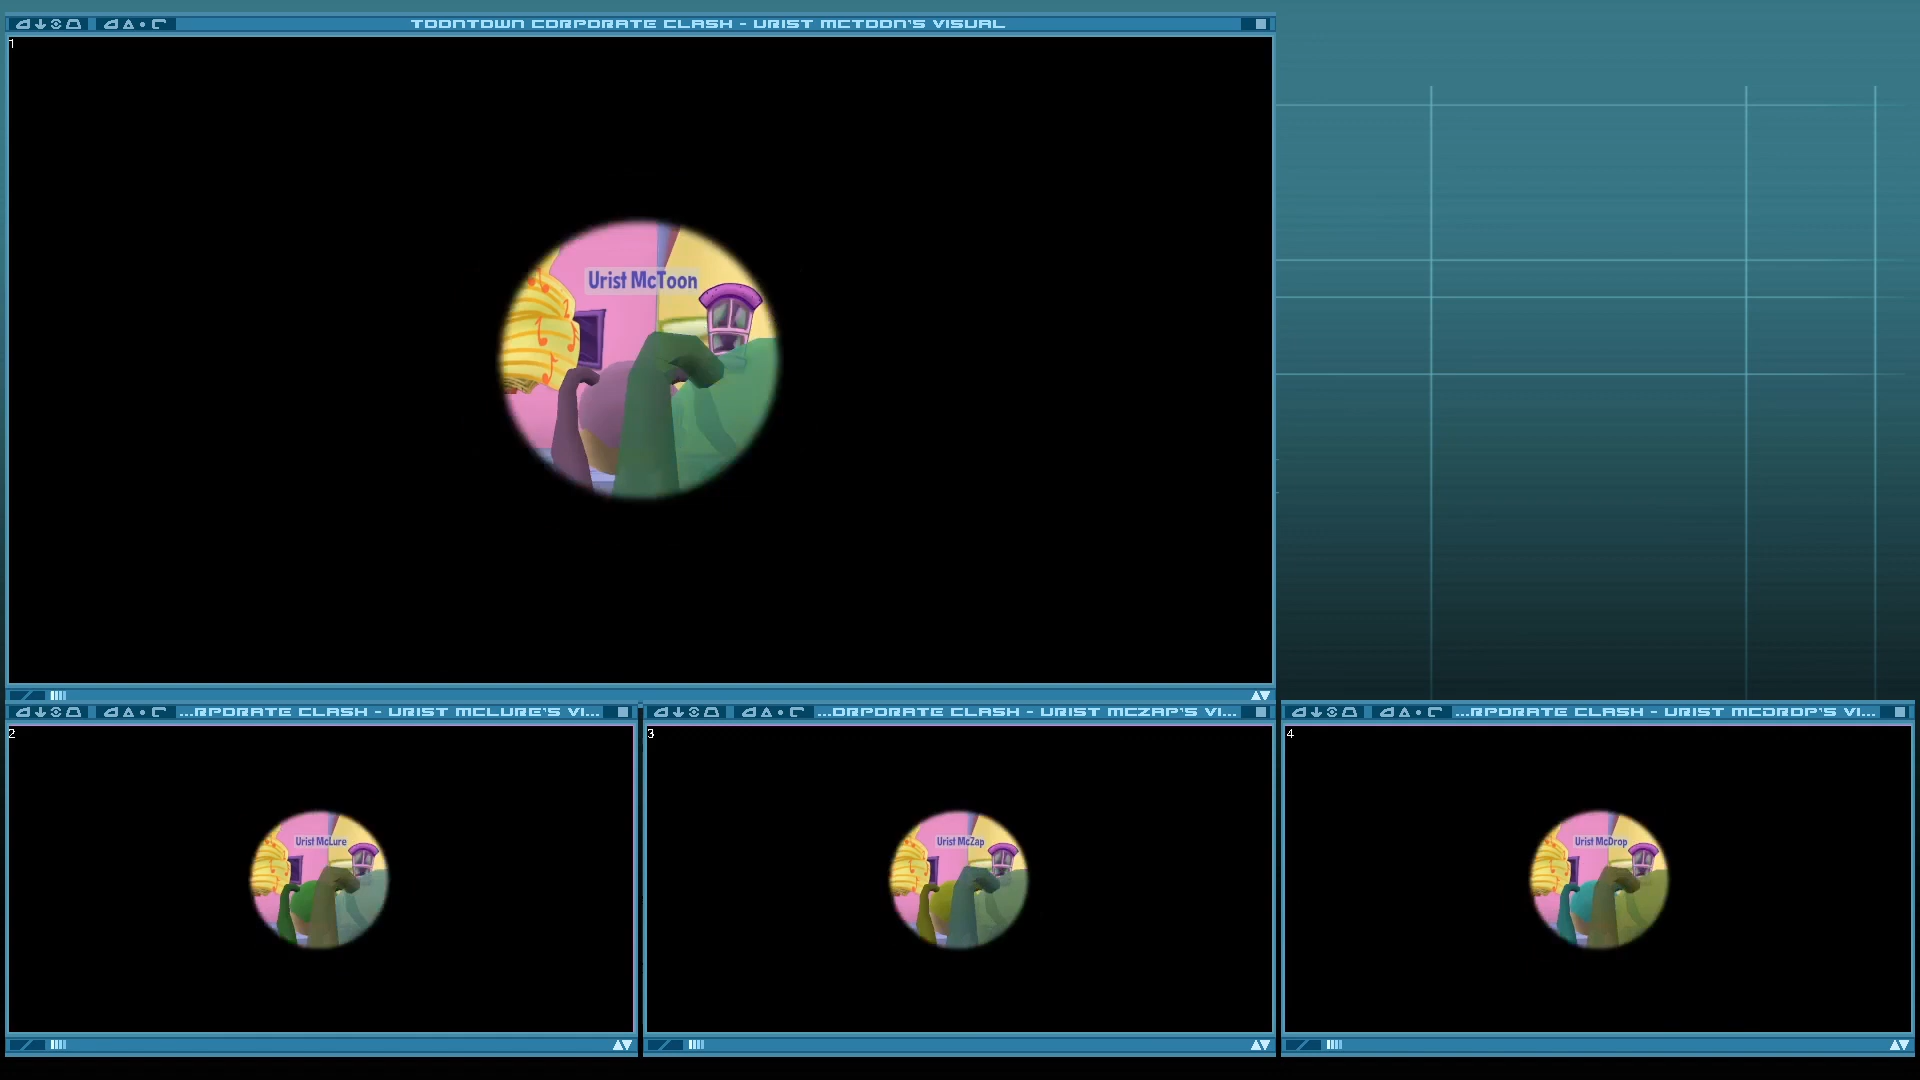 TOONTOWN CORPORATE CLASH - URIST MCTOON'S VISUAL
1
Urist McToon
...RPORATE CLASH - URIST MCLURE'S VI...
...ORPORATE CLASH - URIST MCZAP'S VI...
...RPORATE CLASH - URIST MCDROP'S VI...
2
3
4
Urist McLure
Urist McZap
Urist McDrop